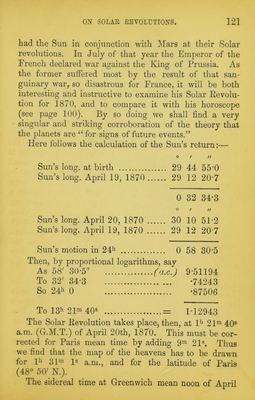 ON SOLAR REVOLUTIONS. 121
had the Sun in conjunction with Mars at their Solar
revolutions. In July of that year the Emperor of the
French declared war against the King of Prussia. As
the former suffered most by the result of that san-
guinary war, so disastrous for France, it will be both
interesting and instructive to examine his Solar Revolu-
tion for 1870, and to compare it with his horoscope
(see page 100). By so doing we shall find a very
singular and striking corroboration of the theory that
the planets are "for signs of future events."
Here follows the calculation of the Sun's return:—
° ′ ″
Sun's long. at birth ............... 29 44 55·0
Sun's long. April 19, 1870 ...... 29 12 20·7
0 32 34·3
° ′ ″
Sun's long. April 20, 1870 ...... 30 10 51·2
Sun's long. April 19, 1870 ...... 29 12 20·7
Sun's motion in 24h ............... 0 58 30·5
Then, by proportional logarithms, say
As 58′ 30·5″ ...............(a.c.) 9·51194
To 32′ 34·3 .................. ... ·74243
So 24h 0 ..................... ·87506
To 13h 21m 40s ..................= 1·12943
The Solar Revolution takes place, then, at 1h 21m 40s
a.m. (G.M.T.) of April 20th, 1870. This must be cor-
rected for Paris mean time by adding 9m 21s. Thus
we find that the map of the heavens has to be drawn
for 1h 31m 1s a.m., and for the latitude of Paris
(48° 50′ N.).
The sidereal time at Greenwich mean noon of April